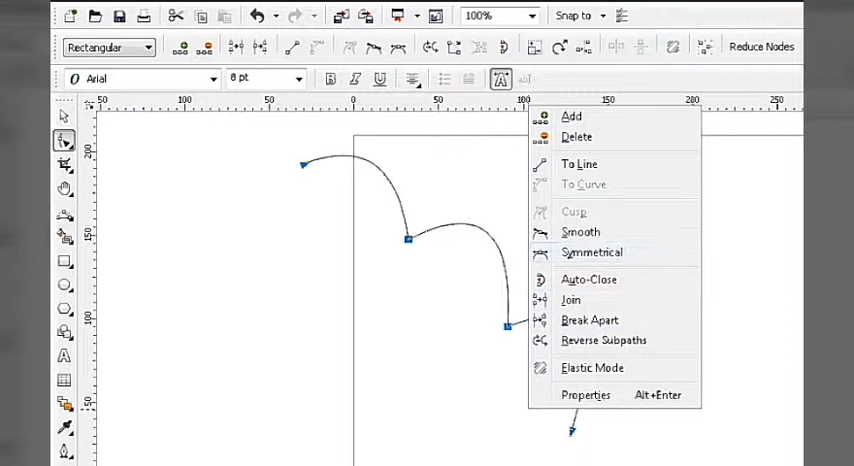 100%
Snap to
Rectangular
Reduce Nodes
O Arial
8 pt
B I U
A ab|
50 100 50 0 50 100 150 200 250
200
150
100
50
A
Add
Delete
To Line
To Curve
Cusp
Smooth
Symmetrical
Auto-Close
Join
Break Apart
Reverse Subpaths
Elastic Mode
Properties Alt+Enter